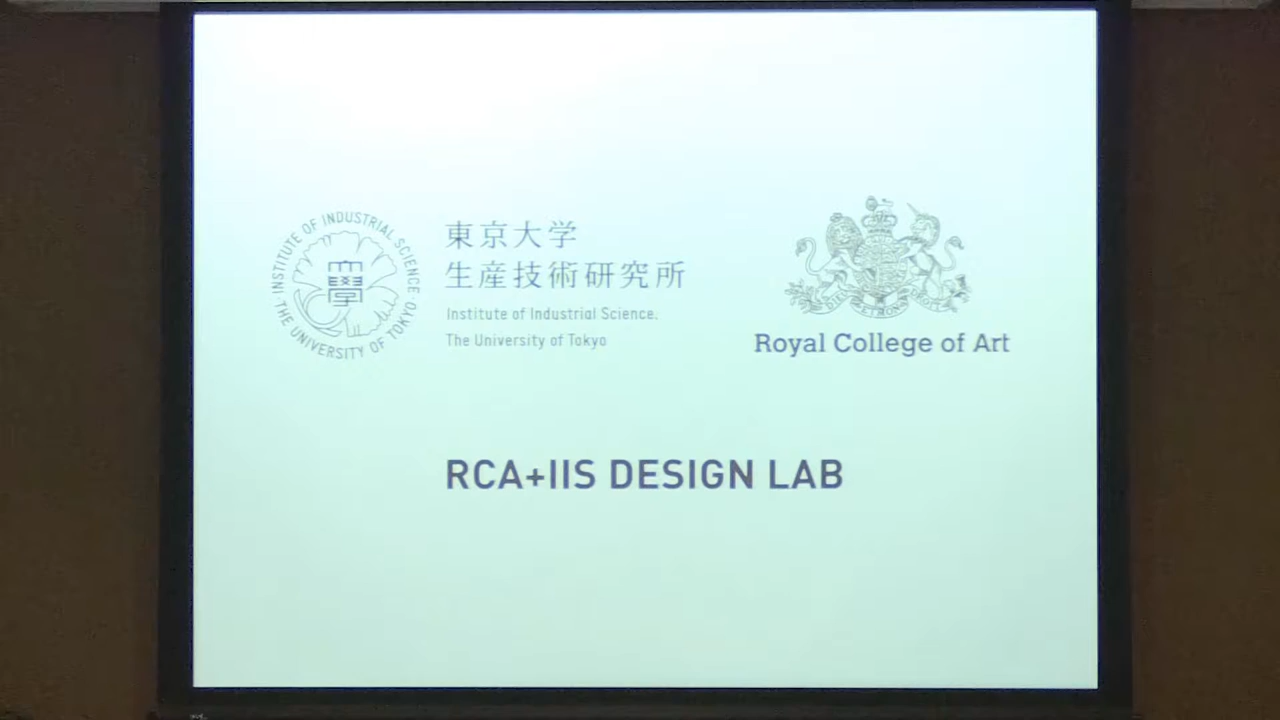 INSTITUTE OF INDUSTRIAL SCIENCE · THE UNIVERSITY OF TOKYO ·
東京大学
生産技術研究所
Institute of Industrial Science,
The University of Tokyo
Royal College of Art
RCA+IIS DESIGN LAB